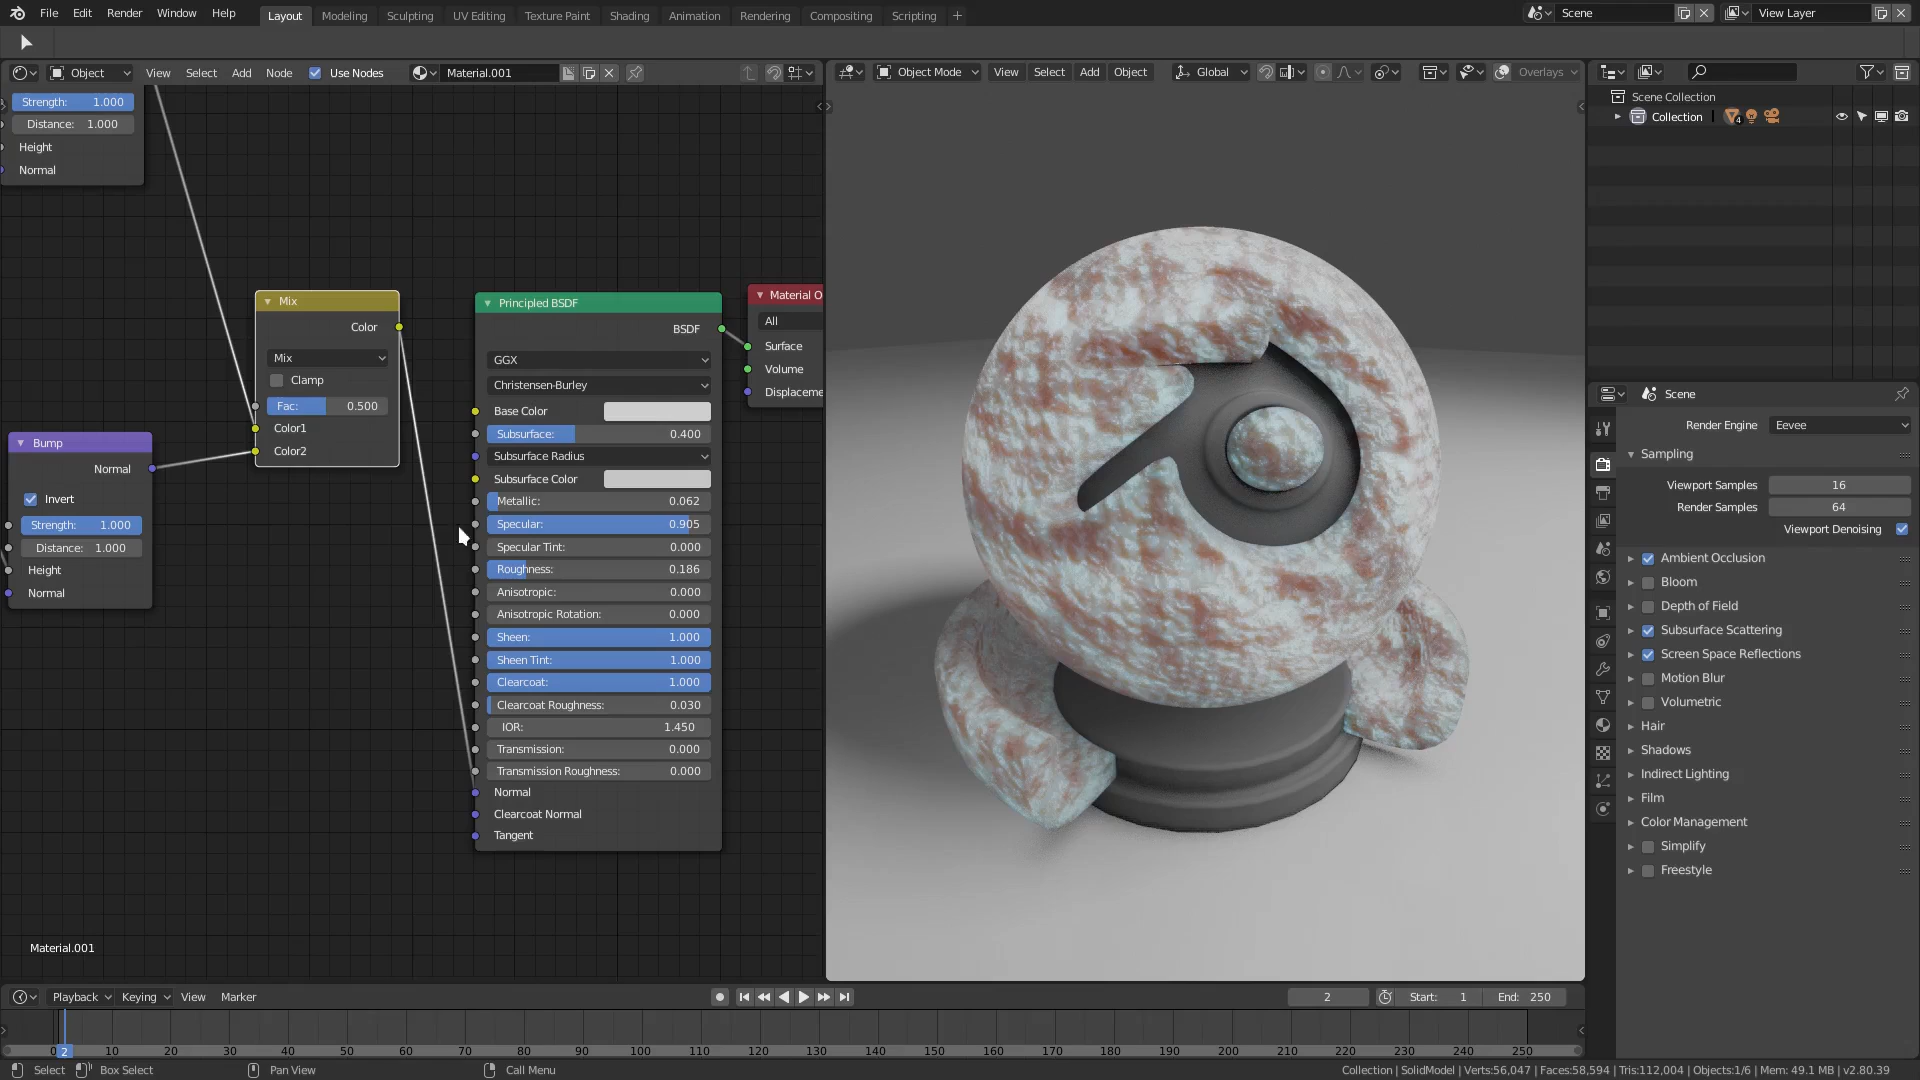 File Edit Render Window Help Layout Modeling Sculpting UV Editing Texture Paint Shading Animation Rendering Compositing Scripting + Scene View Layer
Object View Select Add Node Use Nodes Material.001
Object Mode View Select Add Object Global Overlays
Strength: 1.000
Distance: 1.000
Height
Normal
Mix
Color
Mix
Clamp
Fac: 0.500
Color1
Color2
Bump
Normal
Invert
Strength: 1.000
Distance: 1.000
Height
Normal
Principled BSDF
BSDF
GGX
Christensen-Burley
Base Color
Subsurface: 0.400
Subsurface Radius
Subsurface Color
Metallic: 0.062
Specular: 0.905
Specular Tint: 0.000
Roughness: 0.186
Anisotropic: 0.000
Anisotropic Rotation: 0.000
Sheen: 1.000
Sheen Tint: 1.000
Clearcoat: 1.000
Clearcoat Roughness: 0.030
IOR: 1.450
Transmission: 0.000
Transmission Roughness: 0.000
Normal
Clearcoat Normal
Tangent
Material O
All
Surface
Volume
Displaceme
Material.001
Scene Collection
Collection 4
Scene
Render Engine Eevee
Sampling
Viewport Samples 16
Render Samples 64
Viewport Denoising
Ambient Occlusion
Bloom
Depth of Field
Subsurface Scattering
Screen Space Reflections
Motion Blur
Volumetric
Hair
Shadows
Indirect Lighting
Film
Color Management
Simplify
Freestyle
Playback Keying View Marker 2 Start: 1 End: 250
0 2 10 20 30 40 50 60 70 80 90 100 110 120 130 140 150 160 170 180 190 200 210 220 230 240 250
Select Box Select Pan View Call Menu Collection | SolidModel | Verts:56,047 | Faces:58,594 | Tris:112,004 | Objects:1/6 | Mem: 49.1 MB | v2.80.39